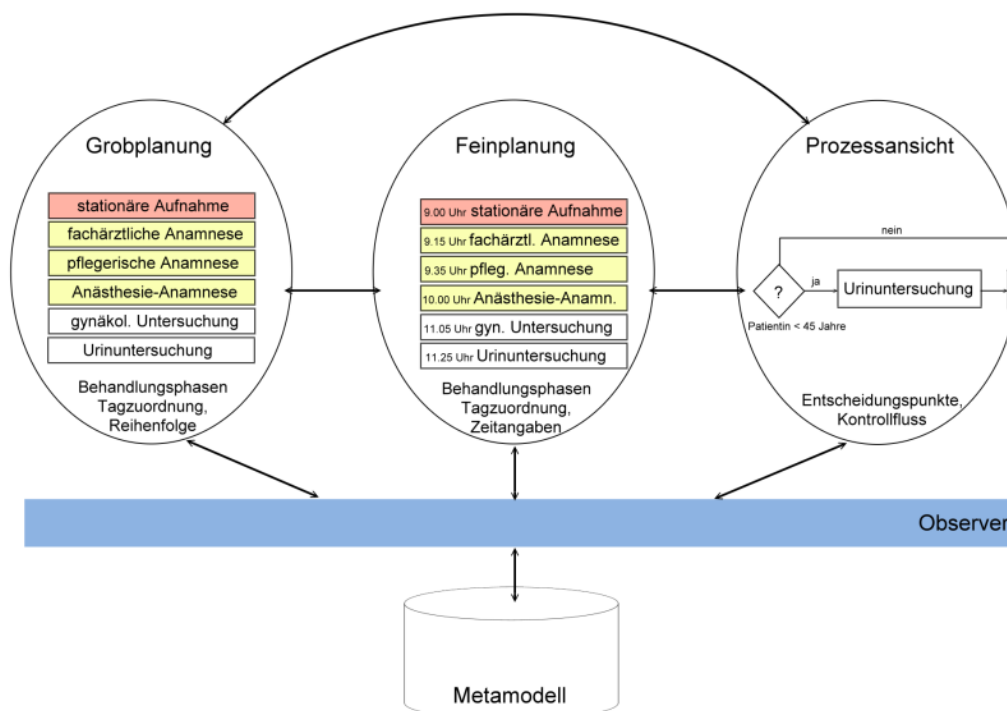 Grobplanung
stationäre Aufnahme
fachärztliche Anamnese
pflegerische Anamnese
Anästhesie-Anamnese
gynäkol. Untersuchung
Urinuntersuchung
Behandlungsphasen
Tagzuordnung,
Reihenfolge
Feinplanung
9.00 Uhr stationäre Aufnahme
9.15 Uhr fachärztl. Anamnese
9.35 Uhr pfleg. Anamnese
10.00 Uhr Anästhesie-Anamn.
11.05 Uhr gyn. Untersuchung
11.25 Uhr Urinuntersuchung
Behandlungsphasen
Tagzuordnung,
Zeitangaben
Prozessansicht
nein
?
ja
Urinuntersuchung
Patientin < 45 Jahre
Entscheidungspunkte,
Kontrollfluss
Observer
Metamodell